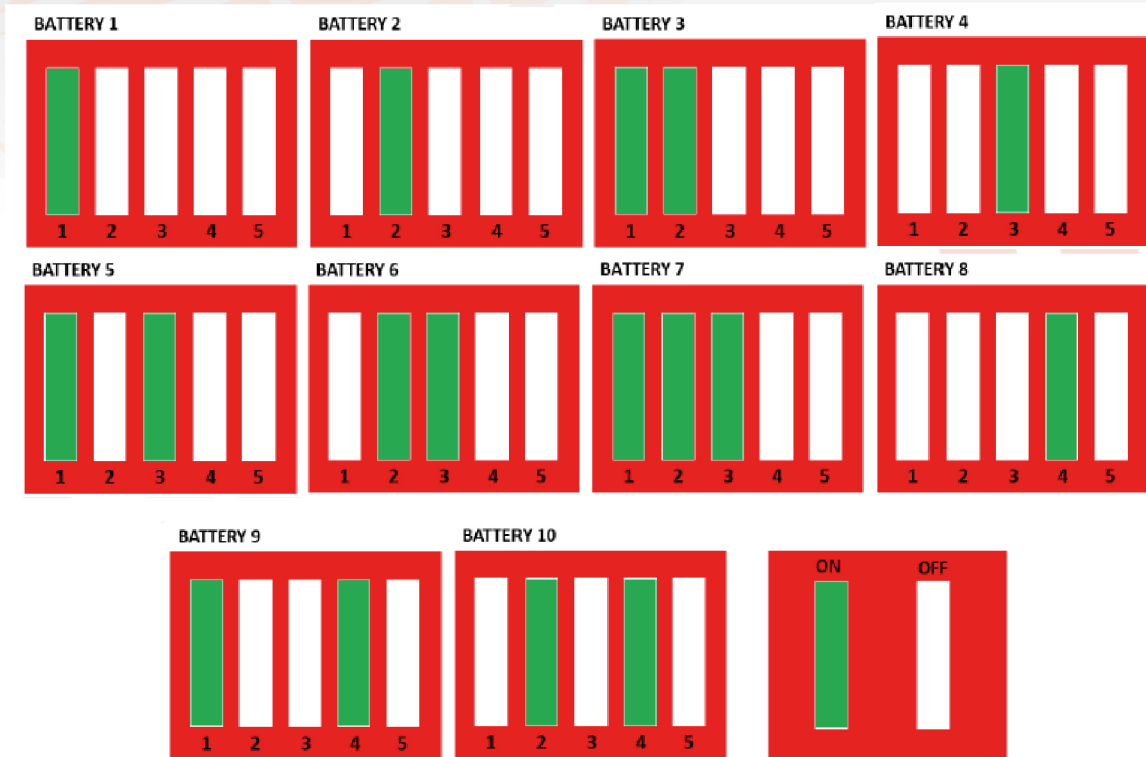 BATTERY 1 BATTERY 2 BATTERY 3 BATTERY 4
1 2 3 4 5 1 2 3 4 5 1 2 3 4 5 1 2 3 4 5
BATTERY 5 BATTERY 6 BATTERY 7 BATTERY 8
1 2 3 4 5 1 2 3 4 5 1 2 3 4 5 1 2 3 4 5
BATTERY 9 BATTERY 10
ON OFF
1 2 3 4 5 1 2 3 4 5